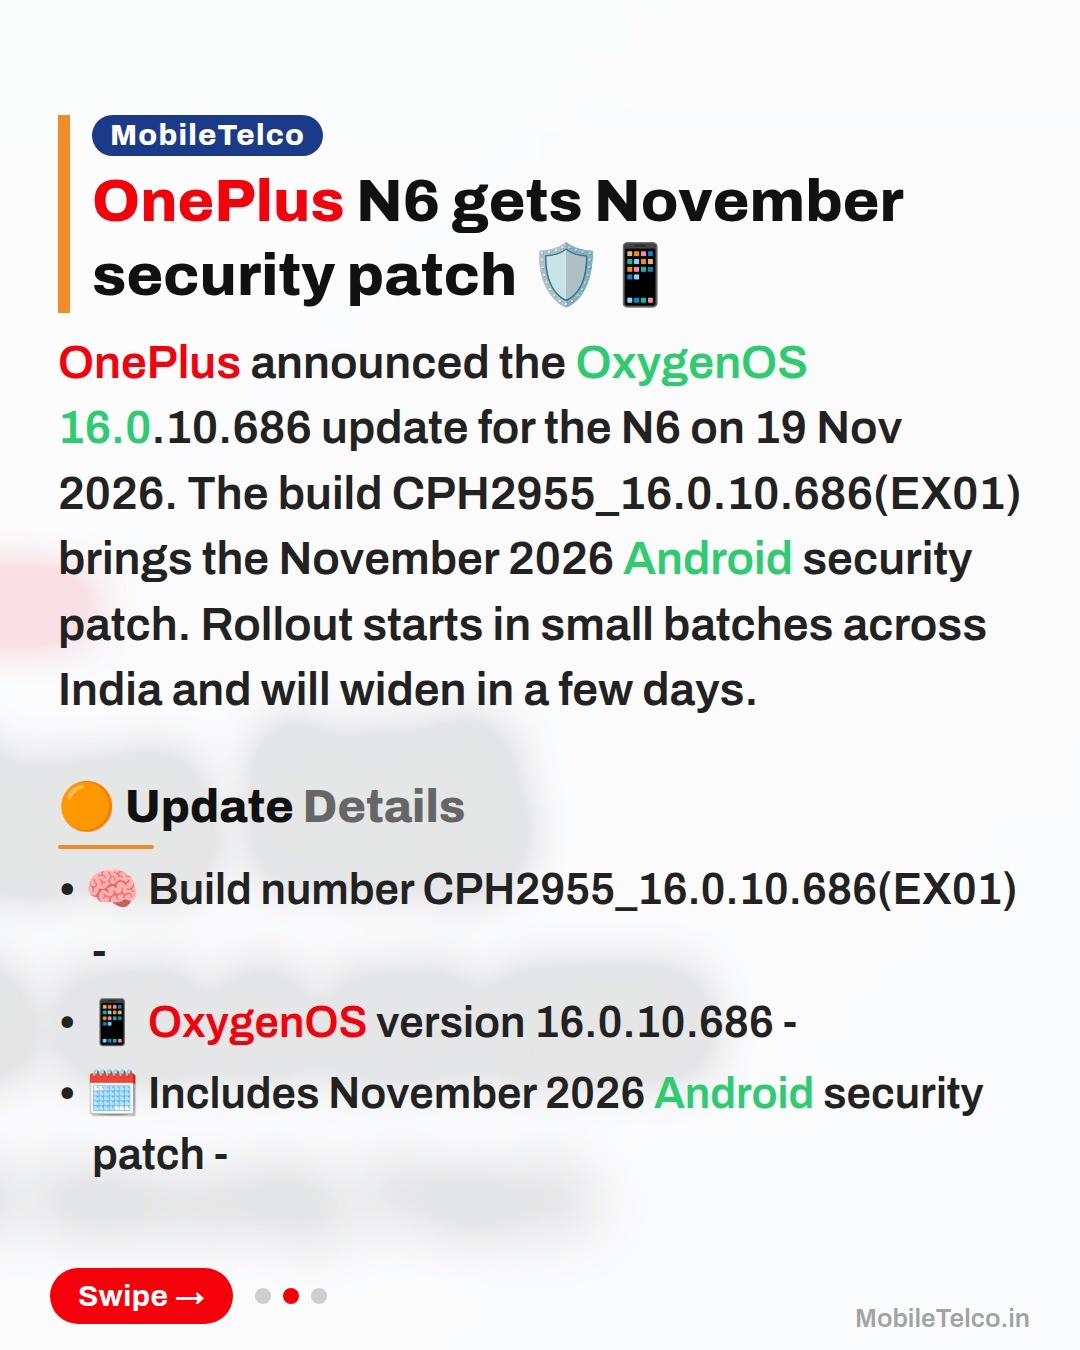 MobileTelco
OnePlus N6 gets November
security patch 🛡️ 📱
OnePlus announced the OxygenOS
16.0.10.686 update for the N6 on 19 Nov
2026. The build CPH2955_16.0.10.686(EX01)
brings the November 2026 Android security
patch. Rollout starts in small batches across
India and will widen in a few days.
🟠 Update Details
• 🧠 Build number CPH2955_16.0.10.686(EX01)
-
• 📱 OxygenOS version 16.0.10.686 -
• 🗓️ Includes November 2026 Android security
patch -
Swipe →
MobileTelco.in